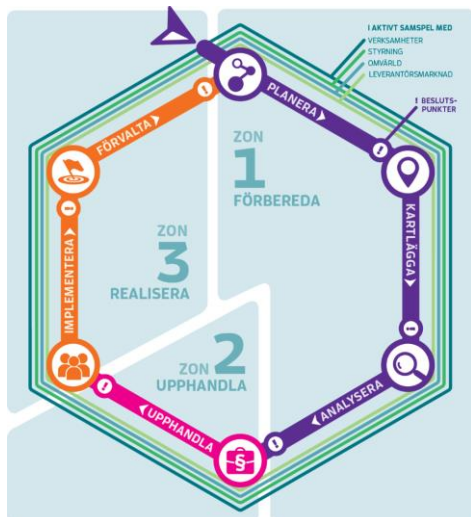 I AKTIVT SAMSPEL MED
VERKSAMHETER
STYRNING
OMVÄRLD
LEVERANTÖRSMARKNAD
! BESLUTS-
PUNKTER
PLANERA
KARTLÄGGA
ANALYSERA
UPPHANDLA
IMPLEMENTERA
FÖRVALTA
ZON
1
FÖRBEREDA
ZON
3
REALISERA
ZON 2
UPPHANDLA
§
!
!
!
!